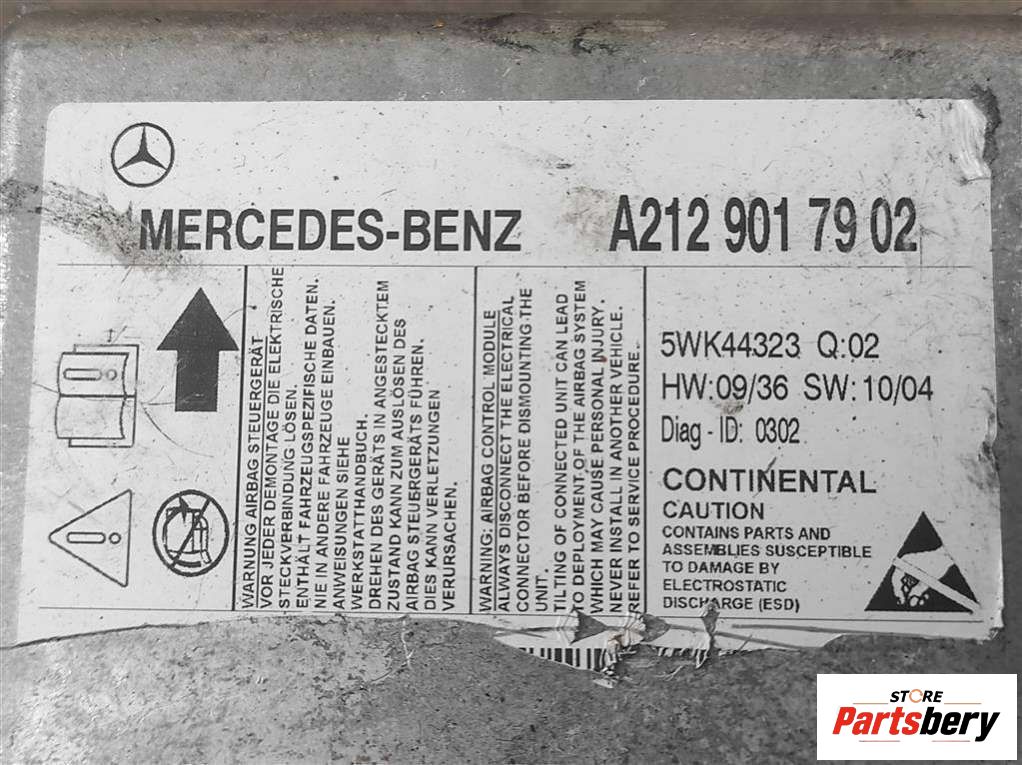 MERCEDES-BENZ A212 901 79 02
WARNUNG AIRBAG STEUERGERÄT
VOR JEDER DEMONTAGE DIE ELEKTRISCHE
STECKVERBINDUNG LÖSEN.
ENTHÄLT FAHRZEUGSPEZIFISCHE DATEN.
NIE IN ANDERE FAHRZEUGE EINBAUEN.
ANWEISUNGEN SIEHE
WERKSTATTHANDBUCH.
DREHEN DES GERÄTS IN ANGESTECKTEM
ZUSTAND KANN ZUM AUSLÖSEN DES
AIRBAG STEUERGERÄTS FÜHREN.
DIES KANN VERLETZUNGEN
VERURSACHEN.
WARNING: AIRBAG CONTROL MODULE
ALWAYS DISCONNECT THE ELECTRICAL
CONNECTOR BEFORE DISMOUNTING THE
UNIT.
TILTING OF CONNECTED UNIT CAN LEAD
TO DEPLOYMENT OF THE AIRBAG SYSTEM
WHICH MAY CAUSE PERSONAL INJURY.
NEVER INSTALL IN ANOTHER VEHICLE.
REFER TO SERVICE PROCEDURE.
5WK44323 Q:02
HW:09/36 SW:10/04
Diag - ID: 0302
CONTINENTAL
CAUTION
CONTAINS PARTS AND
ASSEMBLIES SUSCEPTIBLE
TO DAMAGE BY
ELECTROSTATIC
DISCHARGE (ESD)
STORE
Partsbery